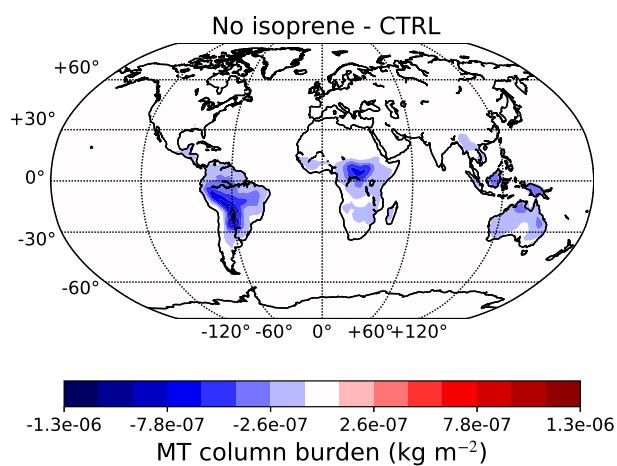 No isoprene - CTRL
+60°
+30°
0°
-30°
-60°
-120° -60° 0° +60°+120°
-1.3e-06 -7.8e-07 -2.6e-07 2.6e-07 7.8e-07 1.3e-06
MT column burden (kg m⁻²)